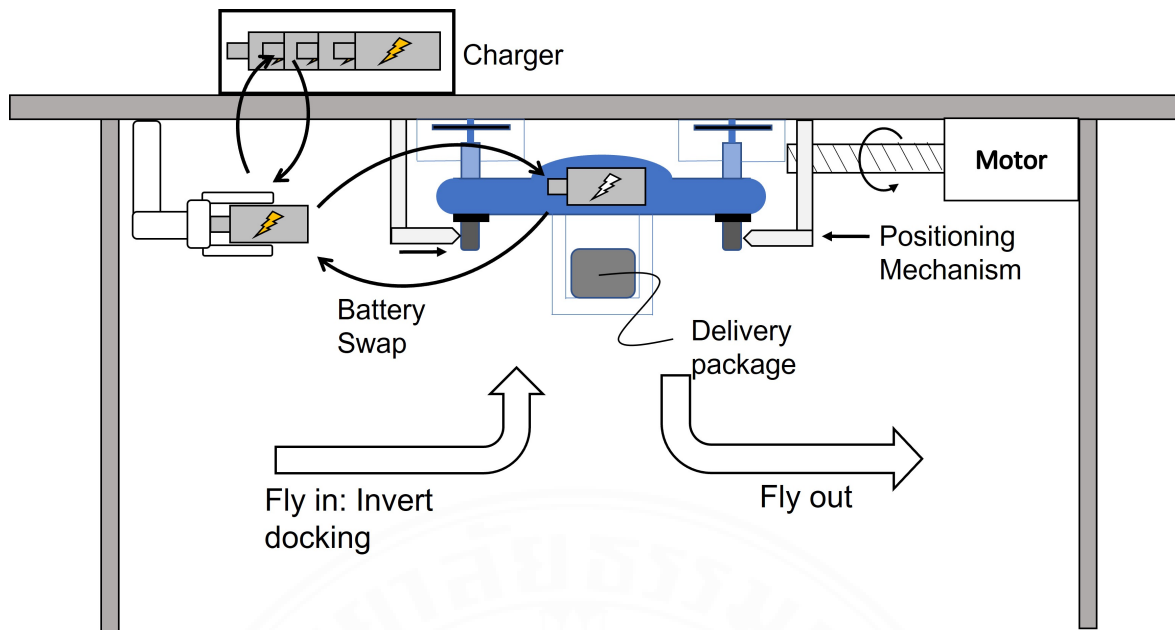 Charger
Motor
Positioning
Mechanism
Battery
Swap
Delivery
package
Fly in: Invert
docking
Fly out